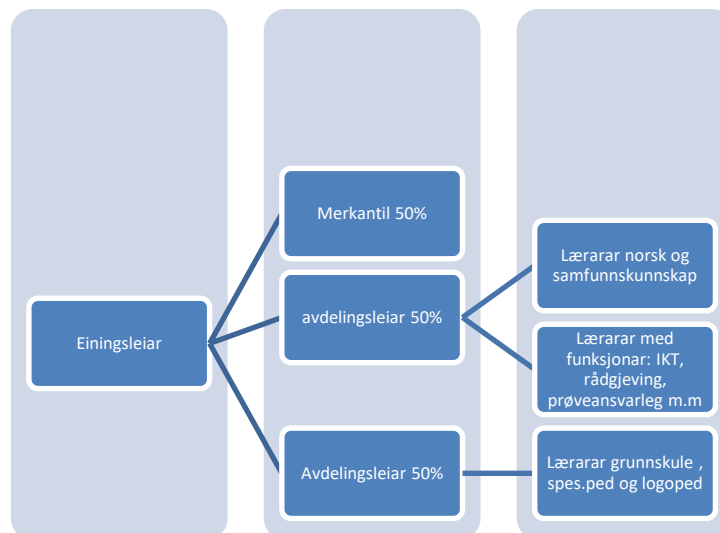 Einingsleiar
Merkantil 50%
avdelingsleiar 50%
Avdelingsleiar 50%
Lærarar norsk og
samfunnskunnskap
Lærarar med
funksjonar: IKT,
rådgjeving,
prøveansvarleg m.m
Lærarar grunnskule ,
spes.ped og logoped